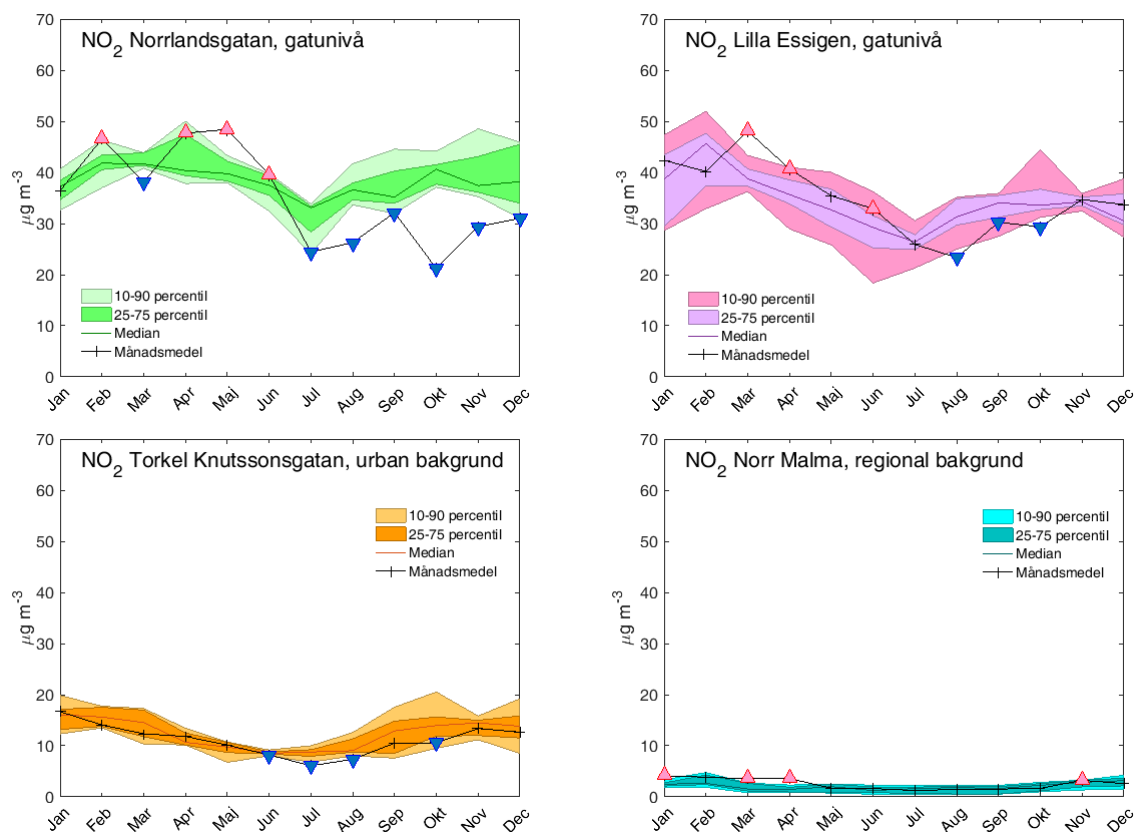 NO2 Norrlandsgatan, gatunivå
70
60
50
40
30
20
10
0
µg m-3
10-90 percentil
25-75 percentil
Median
Månadsmedel
Jan Feb Mar Apr Maj Jun Jul Aug Sep Okt Nov Dec
NO2 Lilla Essigen, gatunivå
70
60
50
40
30
20
10
0
µg m-3
10-90 percentil
25-75 percentil
Median
Månadsmedel
Jan Feb Mar Apr Maj Jun Jul Aug Sep Okt Nov Dec
NO2 Torkel Knutssonsgatan, urban bakgrund
70
60
50
40
30
20
10
0
µg m-3
10-90 percentil
25-75 percentil
Median
Månadsmedel
Jan Feb Mar Apr Maj Jun Jul Aug Sep Okt Nov Dec
NO2 Norr Malma, regional bakgrund
70
60
50
40
30
20
10
0
µg m-3
10-90 percentil
25-75 percentil
Median
Månadsmedel
Jan Feb Mar Apr Maj Jun Jul Aug Sep Okt Nov Dec